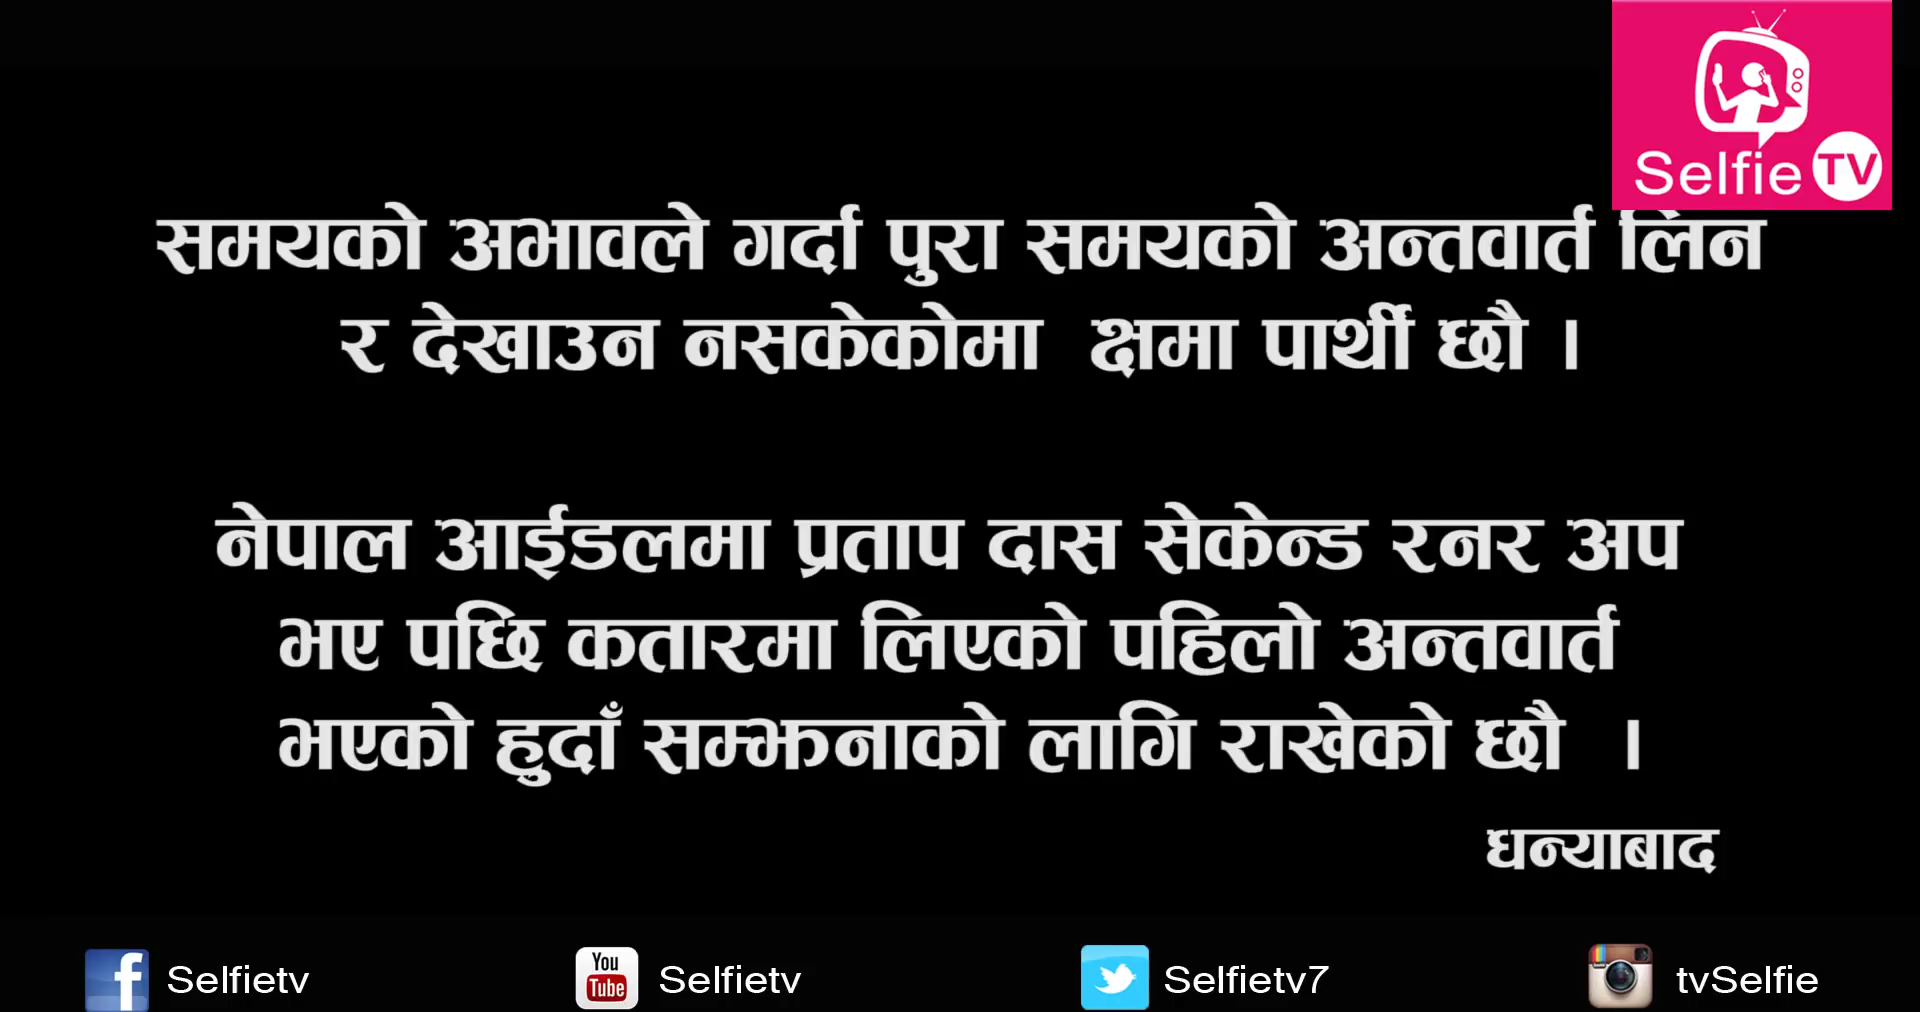 Selfie TV
समयको अभावले गर्दा पुरा समयको अन्तवार्त लिन
र देखाउन नसकेकोमा क्षमा पार्थी छौ ।
नेपाल आईडलमा प्रताप दास सेकेन्ड रनर अप
भए पछि कतारमा लिएको पहिलो अन्तवार्त
भएको हुदाँ सम्झनाको लागि राखेको छौ ।
धन्याबाद
Selfietv
You Tube
Selfietv
Selfietv7
tvSelfie